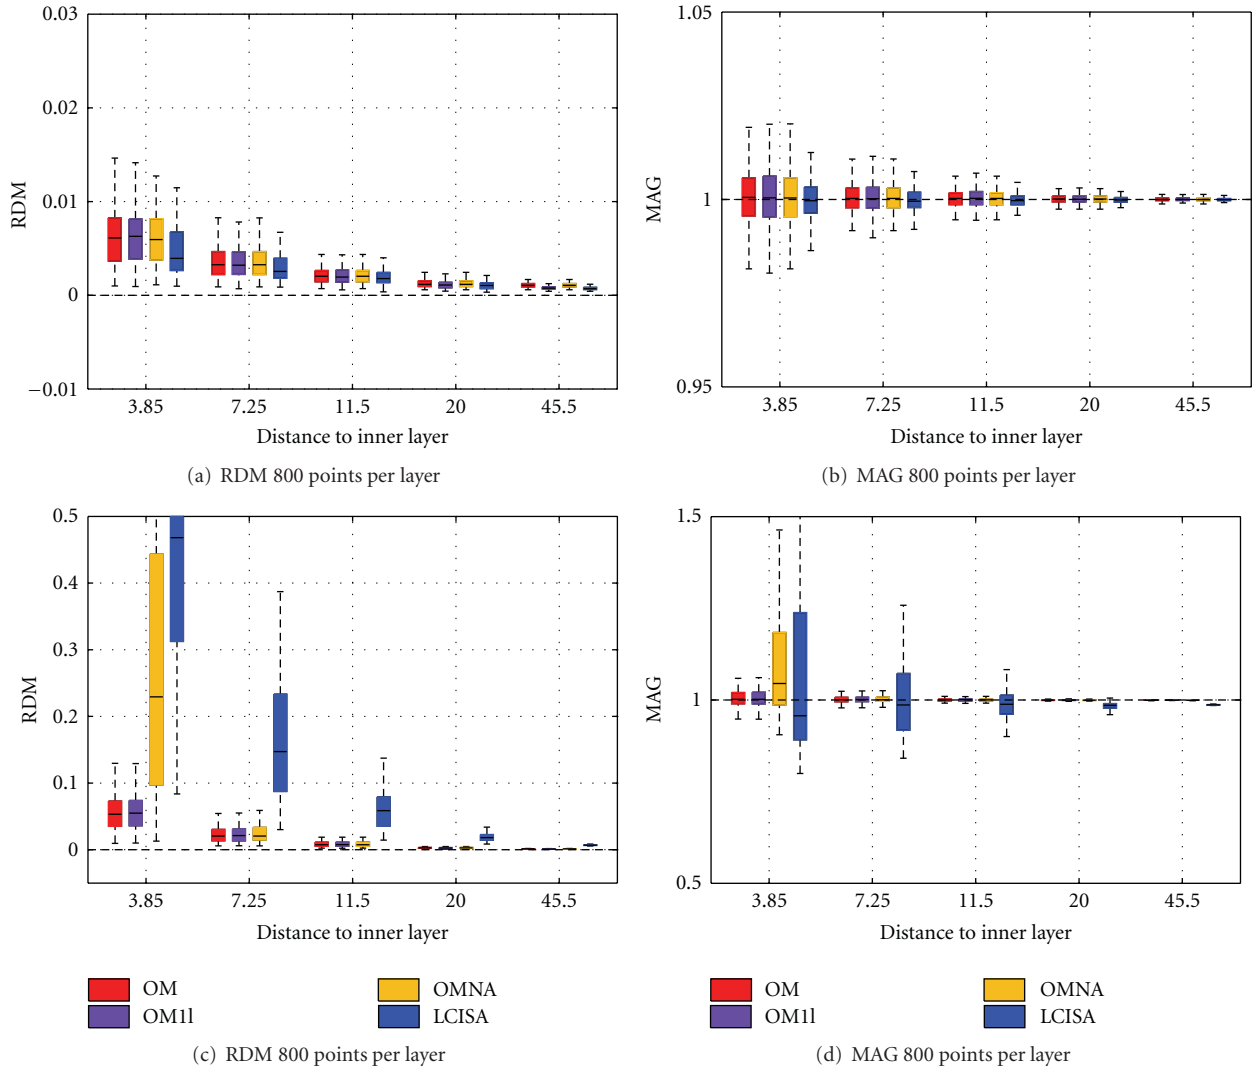 0.03
0.02
0.01
0
−0.01
RDM
3.85 7.25 11.5 20 45.5
Distance to inner layer
(a) RDM 800 points per layer
1.05
1
0.95
MAG
3.85 7.25 11.5 20 45.5
Distance to inner layer
(b) MAG 800 points per layer
0.5
0.4
0.3
0.2
0.1
0
RDM
3.85 7.25 11.5 20 45.5
Distance to inner layer
OM OMNA
OM1l LCISA
(c) RDM 800 points per layer
1.5
1
0.5
MAG
3.85 7.25 11.5 20 45.5
Distance to inner layer
OM OMNA
OM1l LCISA
(d) MAG 800 points per layer